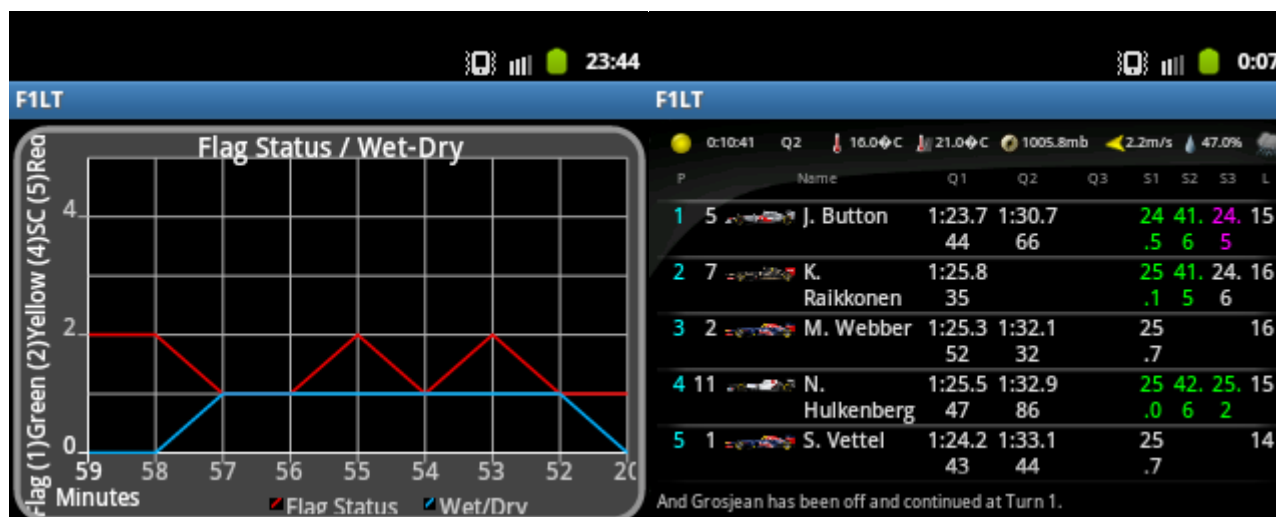 23:44
F1LT
Flag Status / Wet-Dry
Flag (1)Green (2)Yellow (4)SC (5)Red
4
2
0
59 58 57 56 55 54 53 52 20
Minutes
Flag Status Wet/Dry
0:07
F1LT
0:10:41 Q2 16.0�C 21.0�C 1005.8mb 2.2m/s 47.0%
P Name Q1 Q2 Q3 S1 S2 S3 L
1 5 J. Button 1:23.7 1:30.7 24 41. 24. 15
44 66 .5 6 5
2 7 K. 1:25.8 25 41. 24. 16
Raikkonen 35 .1 5 6
3 2 M. Webber 1:25.3 1:32.1 25 16
52 32 .7
4 11 N. 1:25.5 1:32.9 25 42. 25. 15
Hulkenberg 47 86 .0 6 2
5 1 S. Vettel 1:24.2 1:33.1 25 14
43 44 .7
And Grosjean has been off and continued at Turn 1.